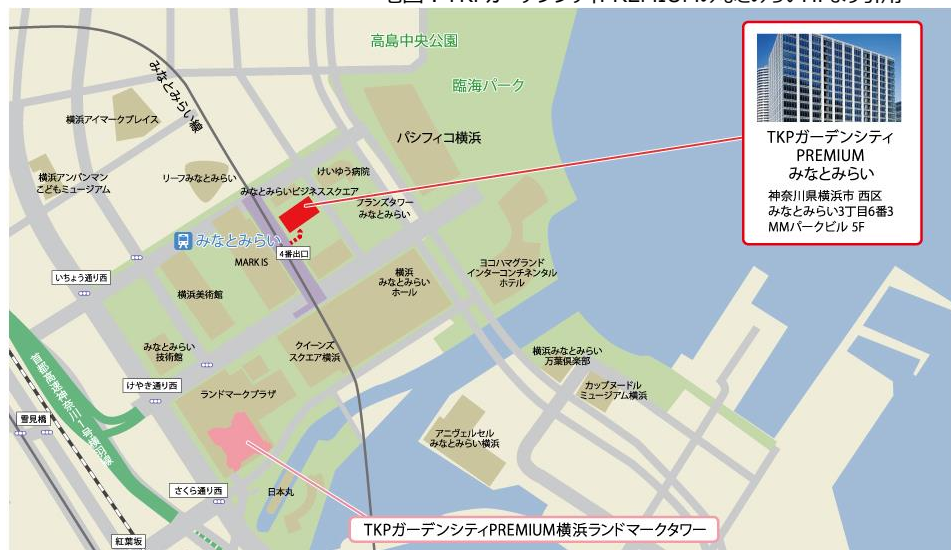 高島中央公園
臨海パーク
みなとみらい線
横浜アイマークプレイス
パシフィコ横浜
TKPガーデンシティ
PREMIUM
みなとみらい
神奈川県横浜市 西区
みなとみらい3丁目6番3
MMパークビル 5F
横浜アンパンマン
こどもミュージアム
リーフみなとみらい
けいゆう病院
みなとみらいビジネススクエア
ブランズタワー
みなとみらい
みなとみらい
4番出口
MARK IS
いちょう通り西
横浜美術館
横浜
みなとみらい
ホール
ヨコハマグランド
インターコンチネンタル
ホテル
みなとみらい
技術館
クイーンズ
スクエア横浜
横浜みなとみらい
万葉倶楽部
カップヌードル
ミュージアム横浜
けやき通り西
ランドマークプラザ
首都高速神奈川1号横羽線
雪見橋
アニヴェルセル
みなとみらい横浜
さくら通り西
日本丸
TKPガーデンシティPREMIUM横浜ランドマークタワー
紅葉坂